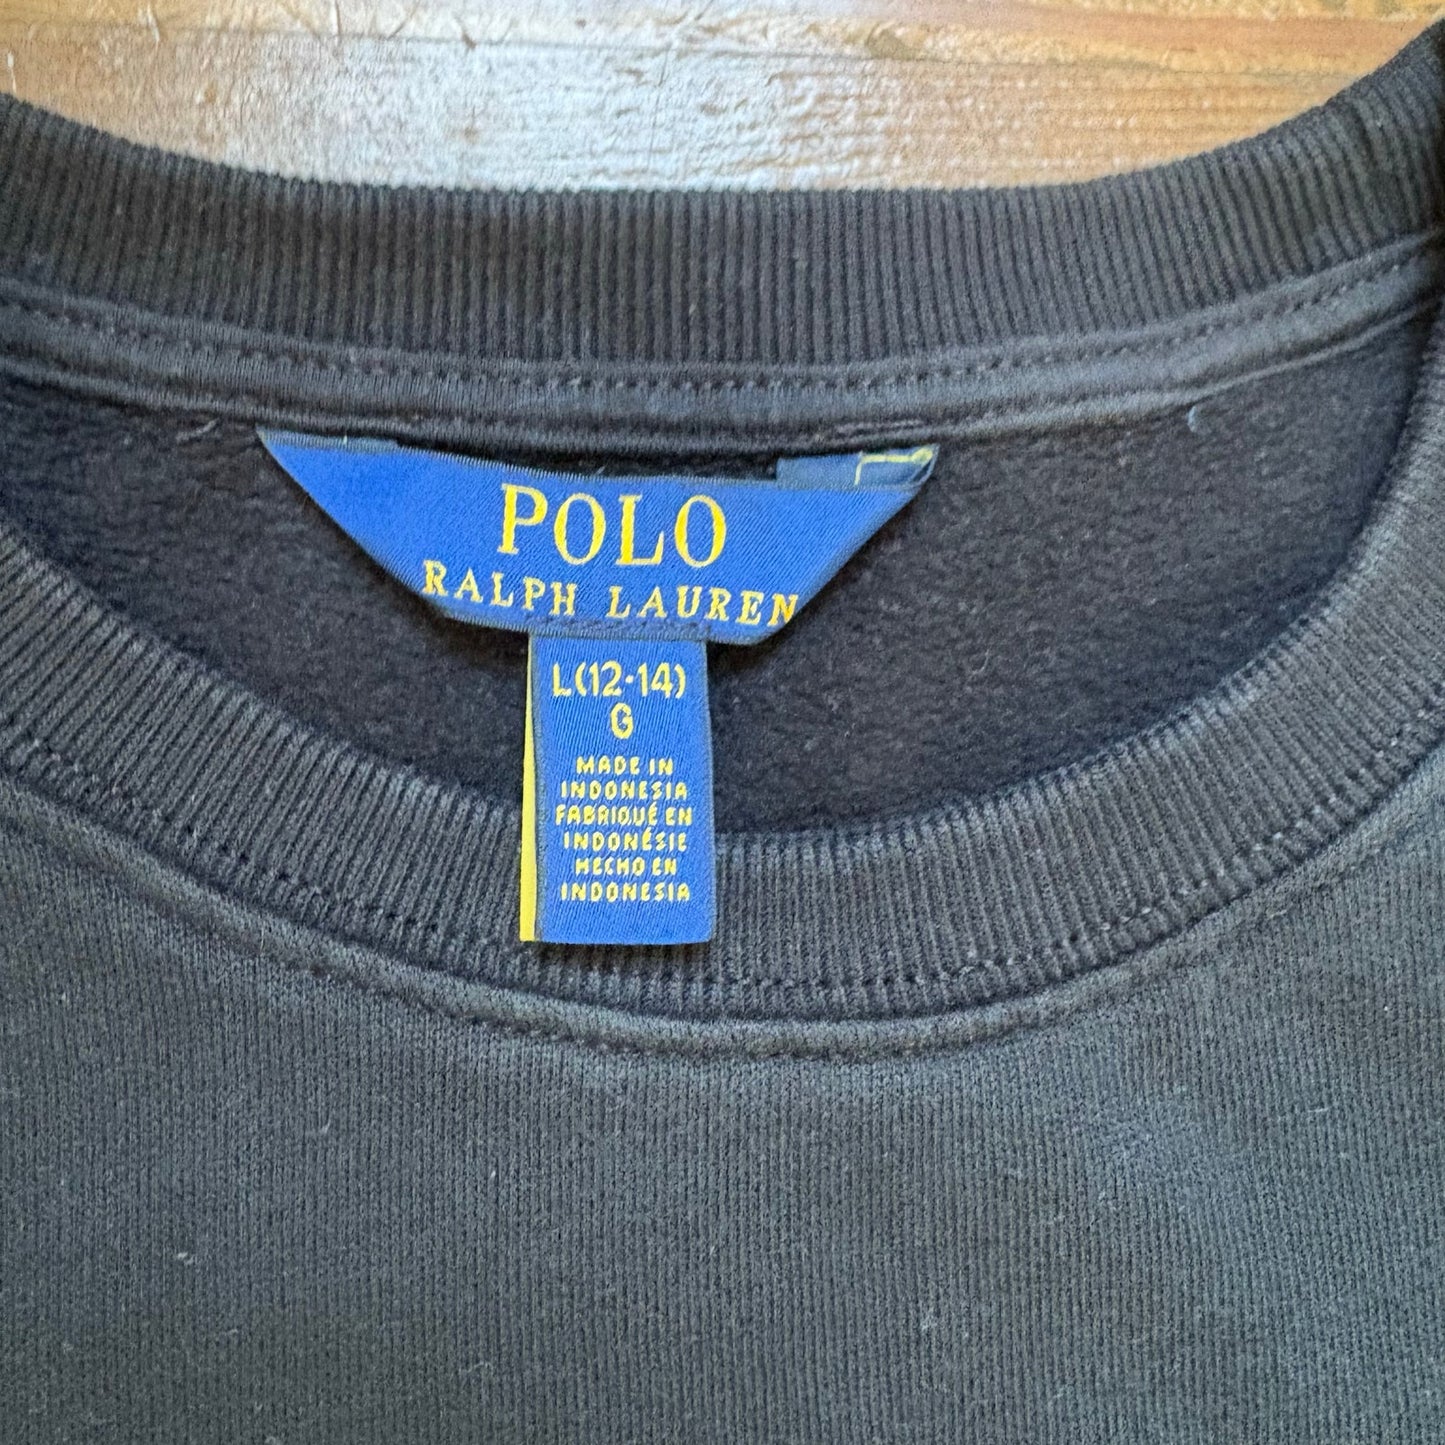 POLO
RALPH LAUREN
L(12-14)
G
MADE IN
INDONESIA
FABRIQUÉ EN
INDONÉSIE
HECHO EN
INDONESIA